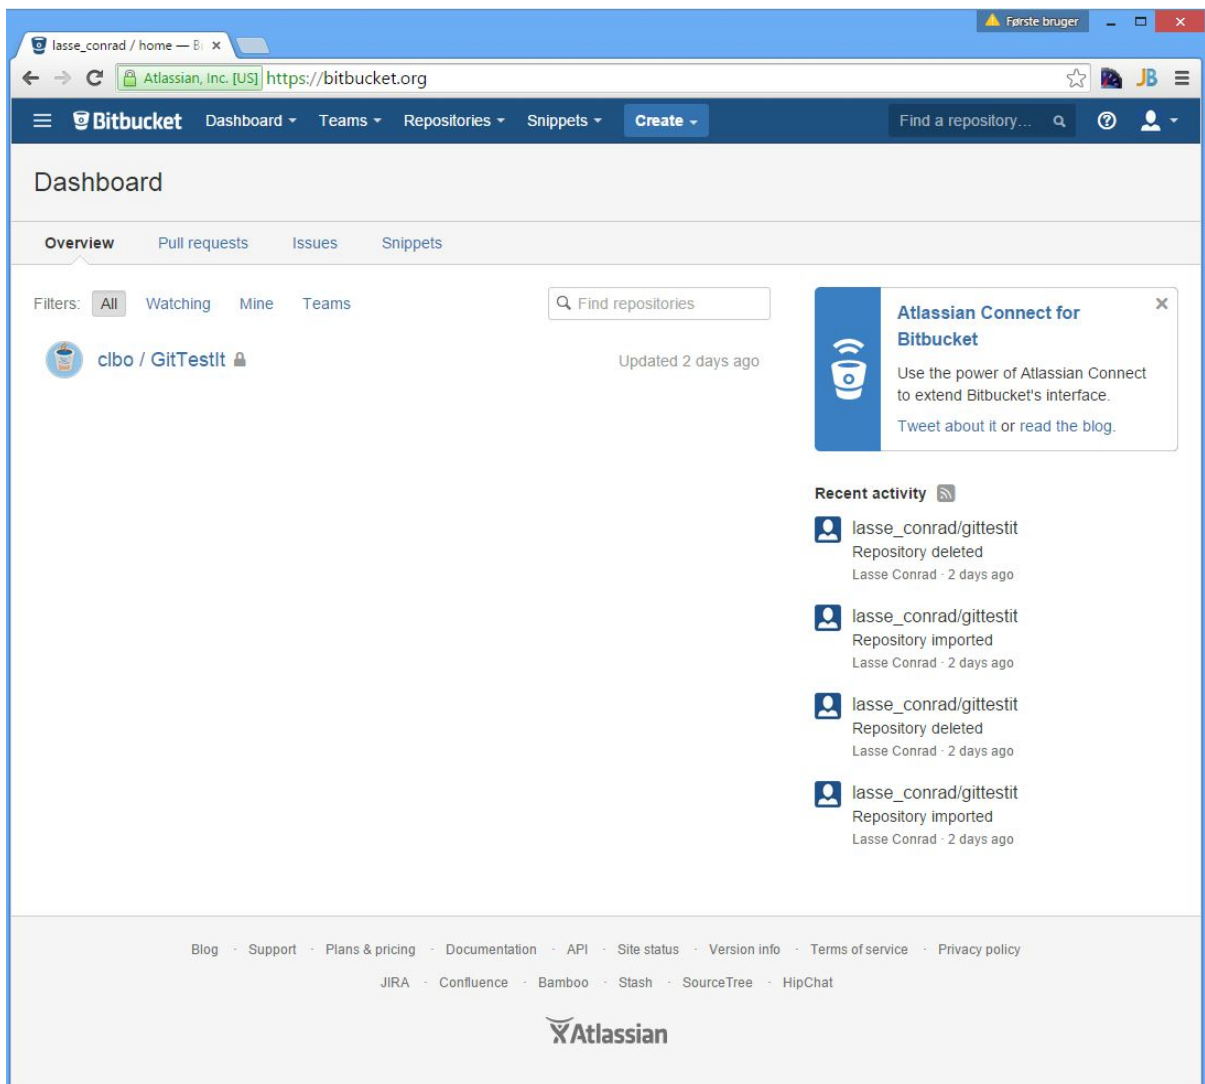 Første bruger
lasse_conrad / home — B
Atlassian, Inc. [US] https://bitbucket.org
JB
Bitbucket Dashboard Teams Repositories Snippets Create Find a repository...
Dashboard
Overview Pull requests Issues Snippets
Filters: All Watching Mine Teams Find repositories
clbo / GitTestIt Updated 2 days ago
Atlassian Connect for
Bitbucket
Use the power of Atlassian Connect
to extend Bitbucket's interface.
Tweet about it or read the blog.
Recent activity
lasse_conrad/gittestit
Repository deleted
Lasse Conrad · 2 days ago
lasse_conrad/gittestit
Repository imported
Lasse Conrad · 2 days ago
lasse_conrad/gittestit
Repository deleted
Lasse Conrad · 2 days ago
lasse_conrad/gittestit
Repository imported
Lasse Conrad · 2 days ago
Blog · Support · Plans & pricing · Documentation · API · Site status · Version info · Terms of service · Privacy policy
JIRA · Confluence · Bamboo · Stash · SourceTree · HipChat
Atlassian